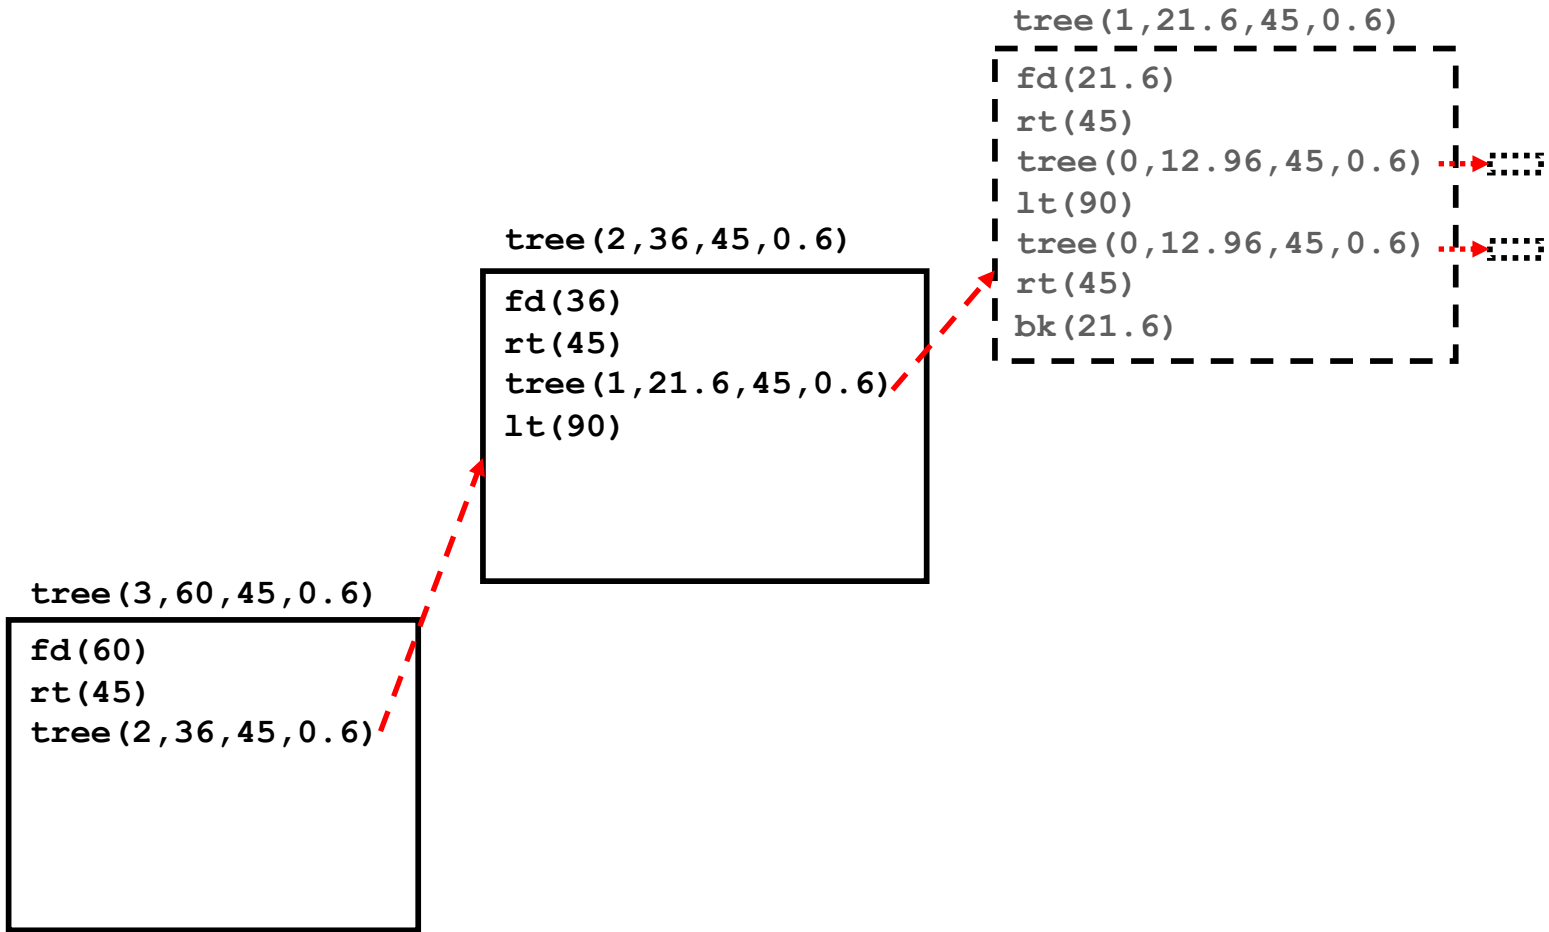 tree(1,21.6,45,0.6)
fd(21.6)
rt(45)
tree(0,12.96,45,0.6)
lt(90)
tree(0,12.96,45,0.6)
rt(45)
bk(21.6)
tree(2,36,45,0.6)
fd(36)
rt(45)
tree(1,21.6,45,0.6)
lt(90)
tree(3,60,45,0.6)
fd(60)
rt(45)
tree(2,36,45,0.6)